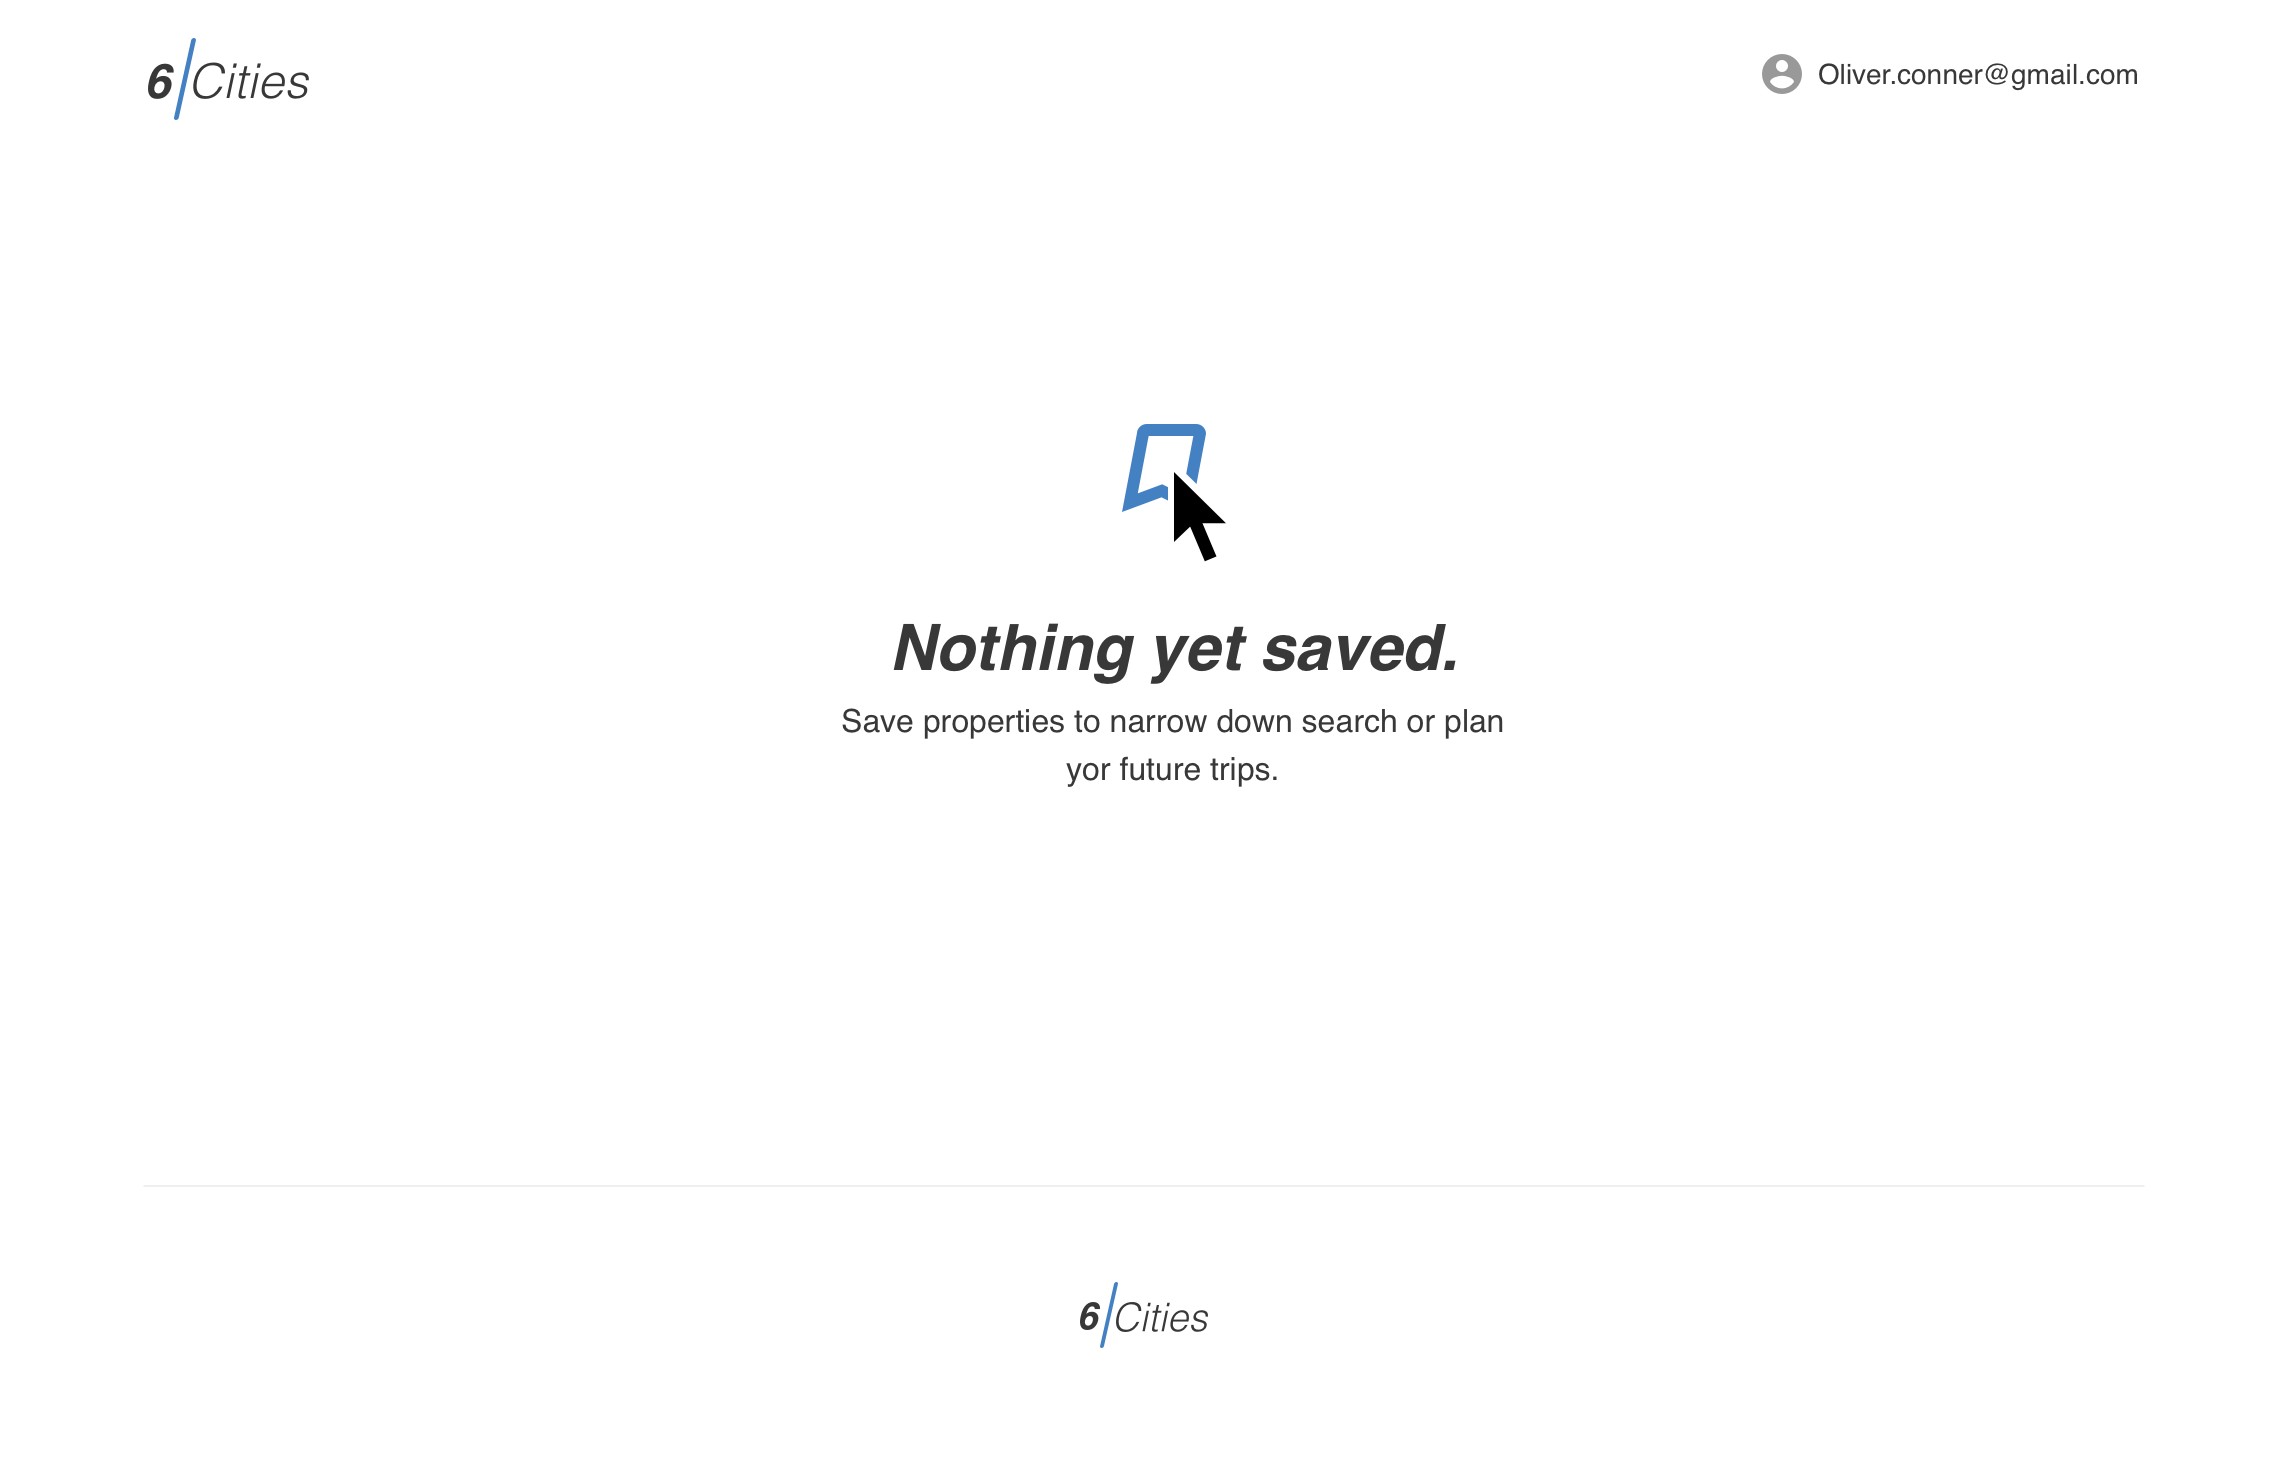 6/Cities
Oliver.conner@gmail.com
Nothing yet saved.
Save properties to narrow down search or plan
yor future trips.
6/Cities